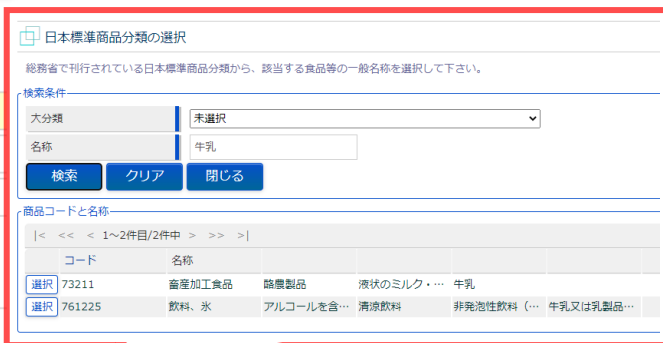 日本標準商品分類の選択
総務省で刊行されている日本標準商品分類から、該当する食品等の一般名称を選択して下さい。
検索条件
大分類 未選択
名称 牛乳
検索 クリア 閉じる
商品コードと名称
|< << < 1～2件目/2件中 > >> >|
コード 名称
選択 73211 畜産加工食品 酪農製品 液状のミルク・… 牛乳
選択 761225 飲料、氷 アルコールを含… 清涼飲料 非発泡性飲料（… 牛乳又は乳製品…